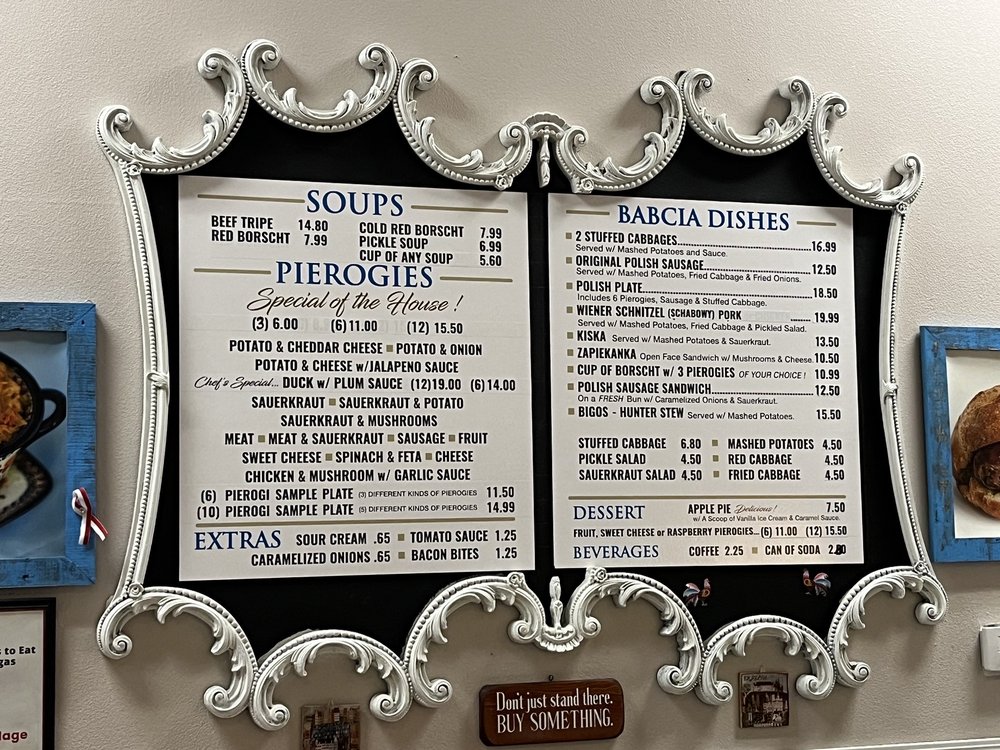 SOUPS
BEEF TRIPE 14.80
RED BORSCHT 7.99
COLD RED BORSCHT 7.99
PICKLE SOUP 6.99
CUP OF ANY SOUP 5.60
PIEROGIES
Special of the House !
(3) 6.00 (6) 11.00 (12) 15.50
POTATO & CHEDDAR CHEESE ■ POTATO & ONION
POTATO & CHEESE w/JALAPENO SAUCE
Chef's Special... DUCK w/ PLUM SAUCE (12)19.00 (6)14.00
SAUERKRAUT ■ SAUERKRAUT & POTATO
SAUERKRAUT & MUSHROOMS
MEAT ■ MEAT & SAUERKRAUT ■ SAUSAGE ■ FRUIT
SWEET CHEESE ■ SPINACH & FETA ■ CHEESE
CHICKEN & MUSHROOM w/ GARLIC SAUCE
(6) PIEROGI SAMPLE PLATE (3) DIFFERENT KINDS OF PIEROGIES 11.50
(10) PIEROGI SAMPLE PLATE (5) DIFFERENT KINDS OF PIEROGIES 14.99
EXTRAS SOUR CREAM .65 ■ TOMATO SAUCE 1.25
CARAMELIZED ONIONS .65 ■ BACON BITES 1.25
BABCIA DISHES
■ 2 STUFFED CABBAGES 16.99
Served w/ Mashed Potatoes and Sauce.
■ ORIGINAL POLISH SAUSAGE 12.50
Served w/ Mashed Potatoes, Fried Cabbage & Fried Onions.
■ POLISH PLATE 18.50
Includes 6 Pierogies, Sausage & Stuffed Cabbage.
■ WIENER SCHNITZEL (SCHABOWY) PORK 19.99
Served w/ Mashed Potatoes, Fried Cabbage & Pickled Salad.
■ KISKA Served w/ Mashed Potatoes & Sauerkraut. 13.50
■ ZAPIEKANKA Open Face Sandwich w/ Mushrooms & Cheese. 10.50
■ CUP OF BORSCHT w/ 3 PIEROGIES OF YOUR CHOICE ! 10.99
■ POLISH SAUSAGE SANDWICH 12.50
On a FRESH Bun w/ Caramelized Onions & Sauerkraut.
■ BIGOS - HUNTER STEW Served w/ Mashed Potatoes. 15.50
STUFFED CABBAGE 6.80 ■ MASHED POTATOES 4.50
PICKLE SALAD 4.50 ■ RED CABBAGE 4.50
SAUERKRAUT SALAD 4.50 ■ FRIED CABBAGE 4.50
DESSERT APPLE PIE Delicious! 7.50
w/ A Scoop of Vanilla Ice Cream & Caramel Sauce.
FRUIT, SWEET CHEESE or RASPBERRY PIEROGIES... (6) 11.00 (12) 15.50
BEVERAGES COFFEE 2.25 ■ CAN OF SODA
Don't just stand there.
BUY SOMETHING.
s to Eat
gas
lage